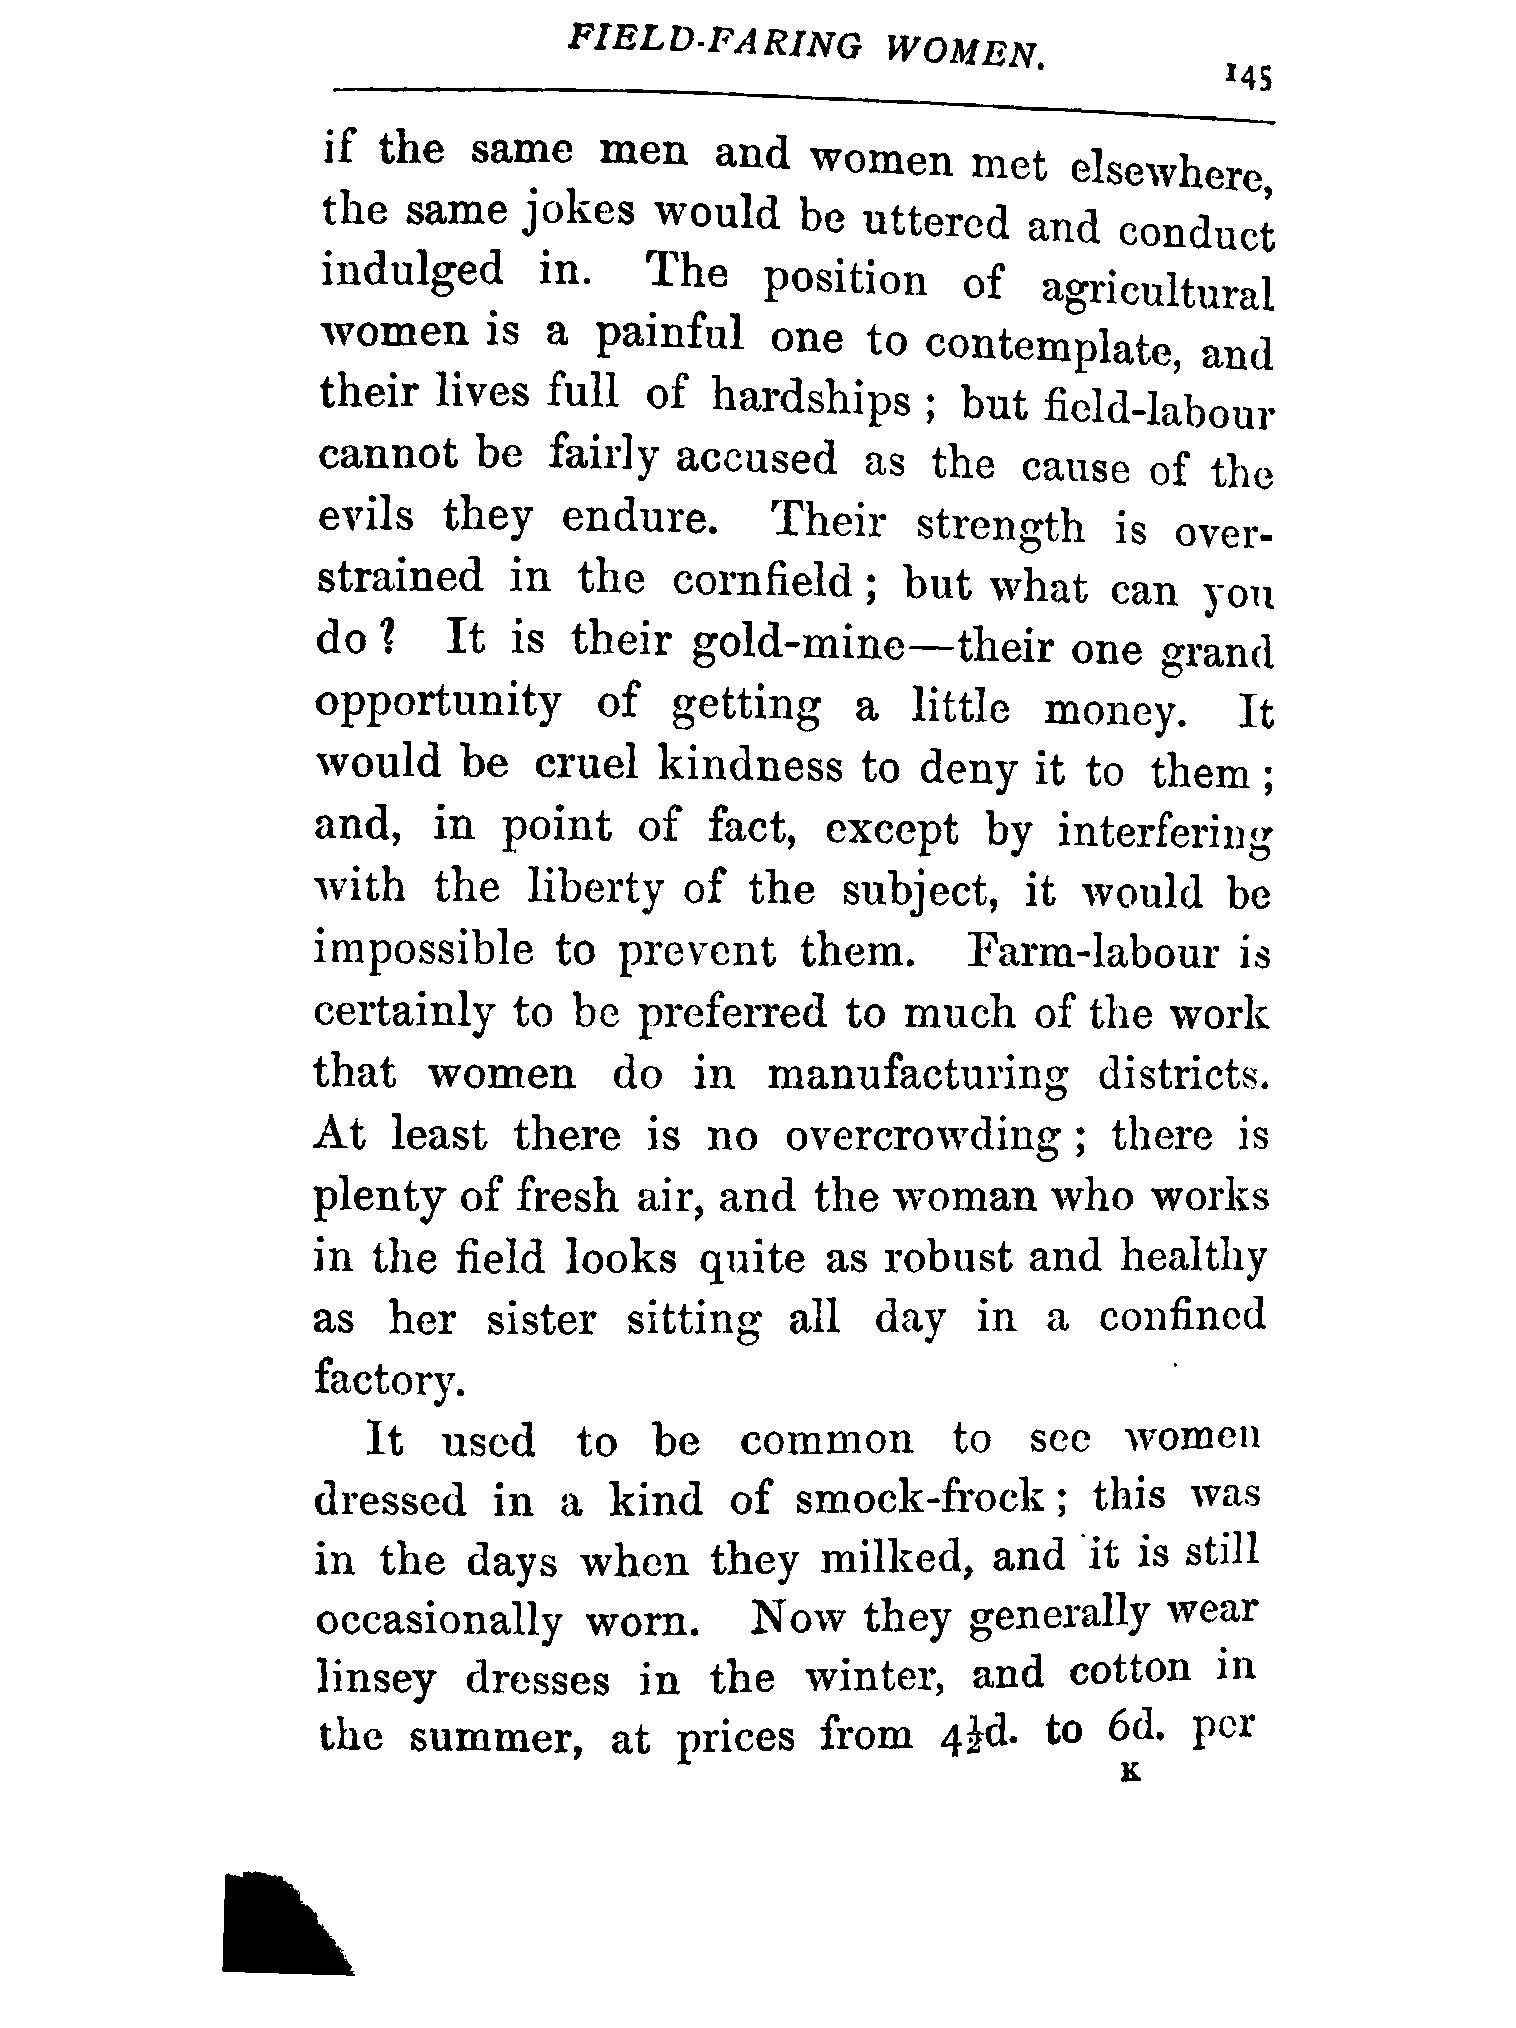 FIELD-FARING WOMEN. 145
if the same men and women met elsewhere,
the same jokes would be uttered and conduct
indulged in. The position of agricultural
women is a painful one to contemplate, and
their lives full of hardships ; but field-labour
cannot be fairly accused as the cause of the
evils they endure. Their strength is over-
strained in the cornfield ; but what can you
do ? It is their gold-mine—their one grand
opportunity of getting a little money. It
would be cruel kindness to deny it to them ;
and, in point of fact, except by interfering
with the liberty of the subject, it would be
impossible to prevent them. Farm-labour is
certainly to be preferred to much of the work
that women do in manufacturing districts.
At least there is no overcrowding ; there is
plenty of fresh air, and the woman who works
in the field looks quite as robust and healthy
as her sister sitting all day in a confined
factory.
It used to be common to see women
dressed in a kind of smock-frock ; this was
in the days when they milked, and it is still
occasionally worn. Now they generally wear
linsey dresses in the winter, and cotton in
the summer, at prices from 4½d. to 6d. per
K